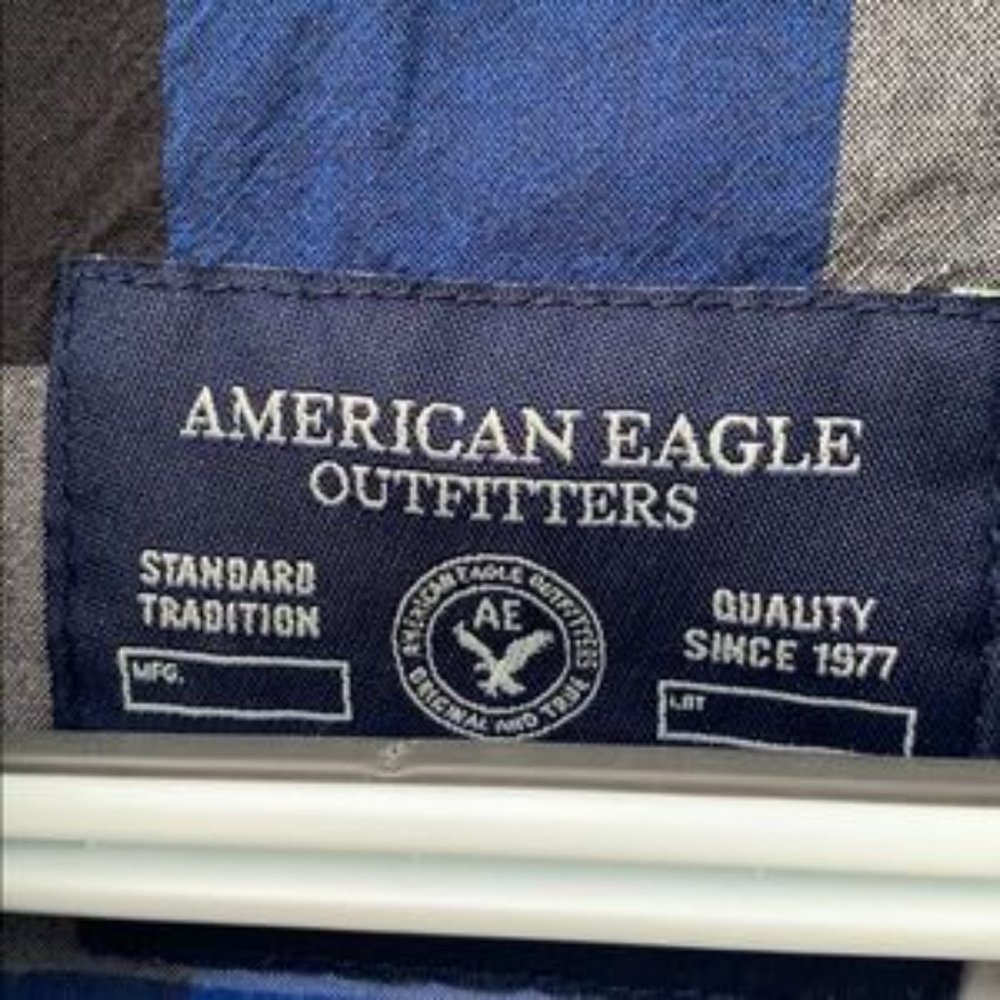 AMERICAN EAGLE
OUTFITTERS
STANDARD
TRADITION
MFG.
AMERICAN EAGLE OUTFITTERS
AE
ORIGINAL AND TRUE
QUALITY
SINCE 1977
LOT